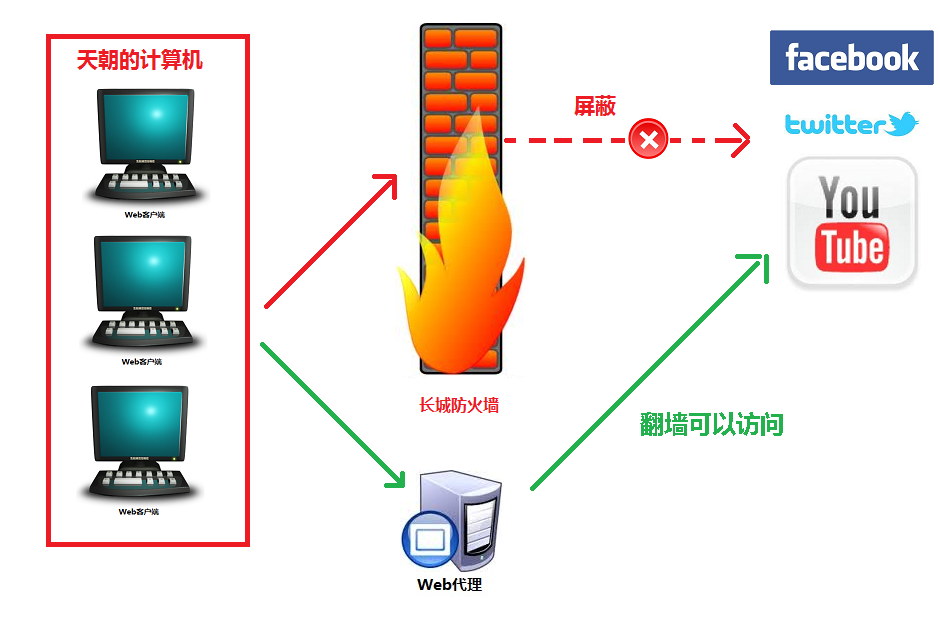 天朝的计算机
Web客户端
Web客户端
Web客户端
长城防火墙
屏蔽
facebook
twitter
You
Tube
翻墙可以访问
Web代理